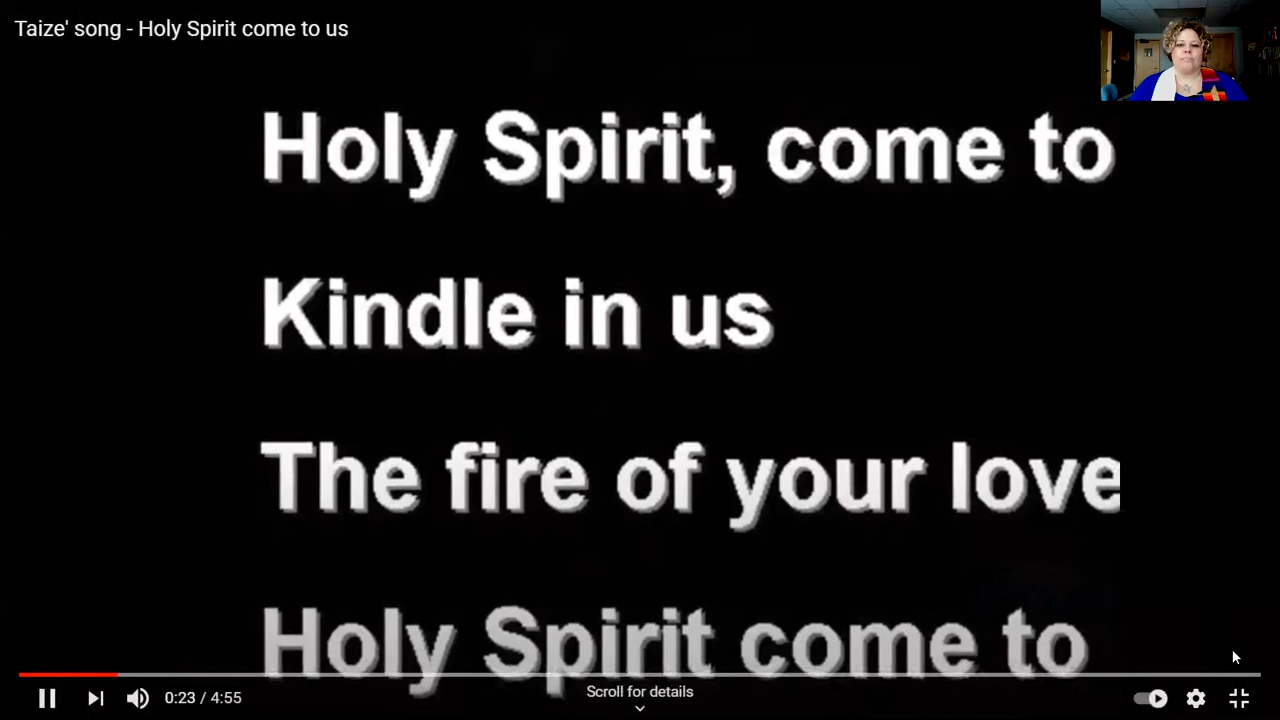 Taize' song - Holy Spirit come to us
Holy Spirit, come to
Kindle in us
The fire of your love
Holy Spirit come to
0:23 / 4:55
Scroll for details